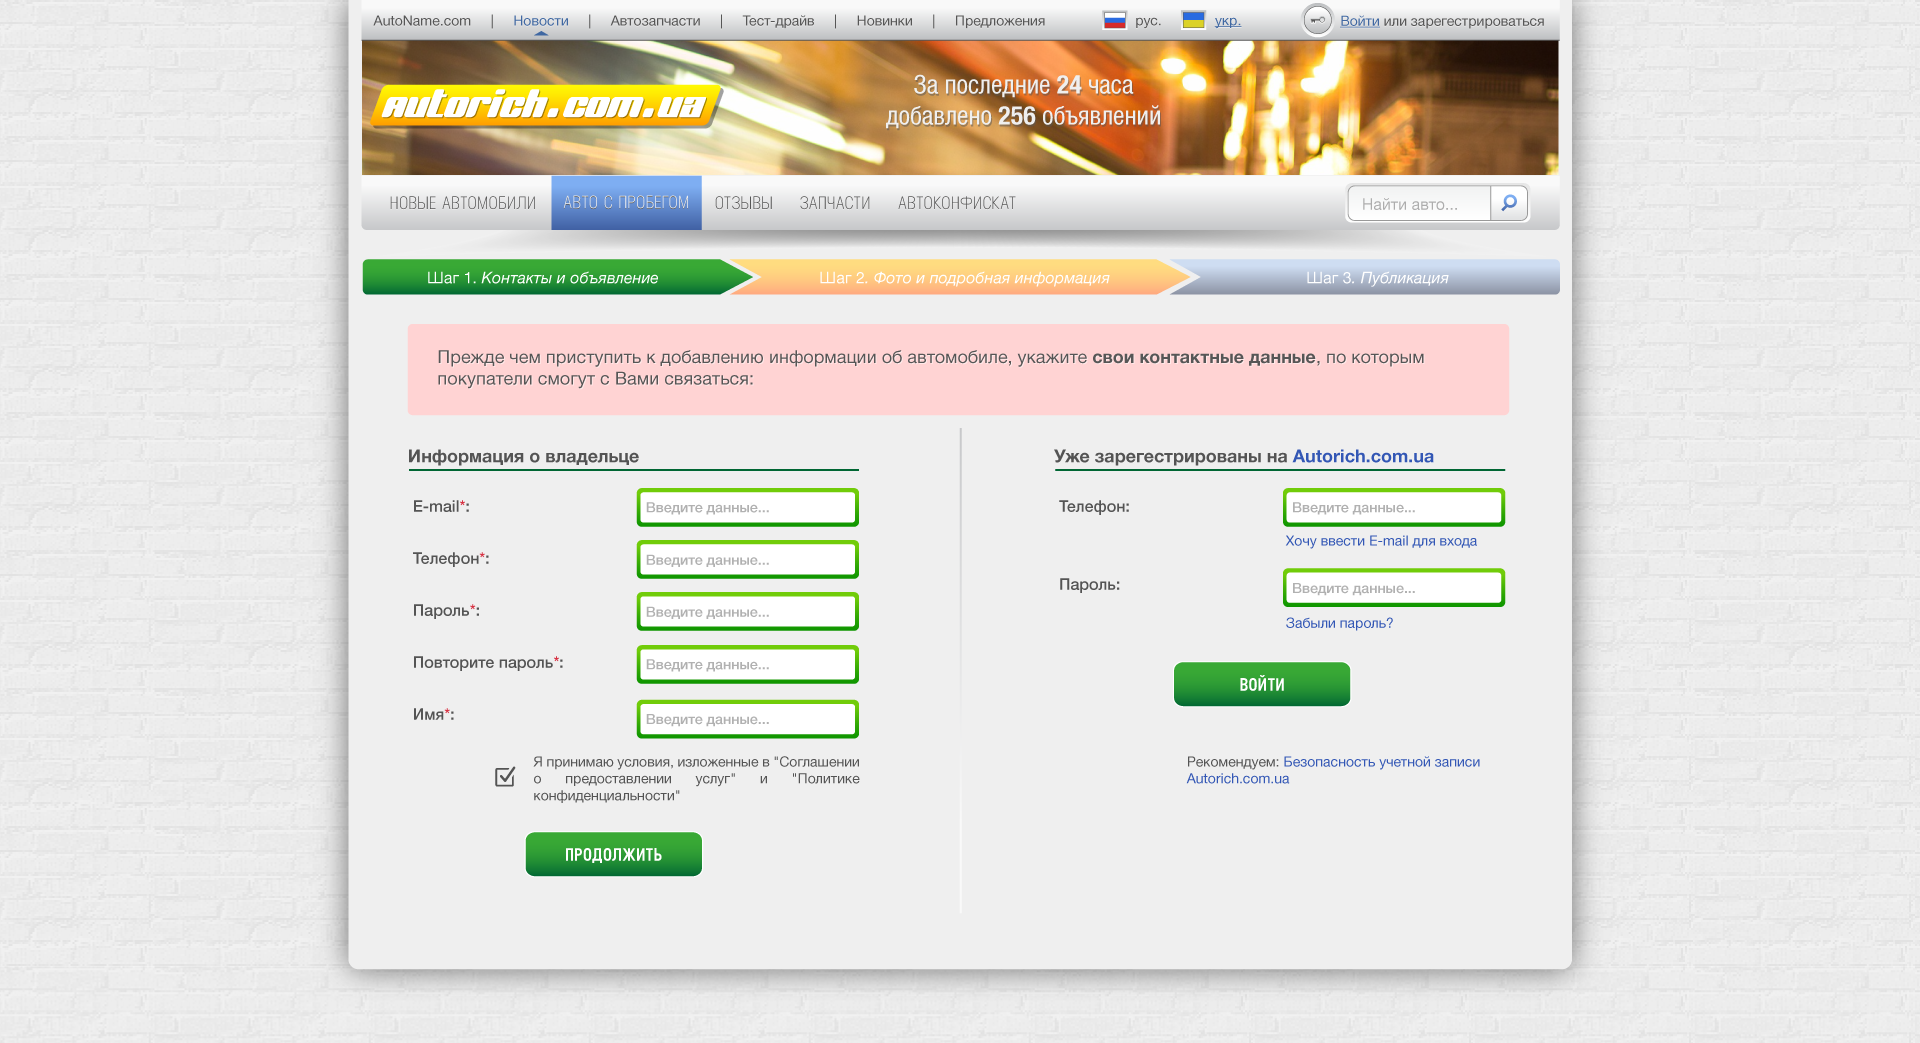 AutoName.com | Новости | Автозапчасти | Тест-драйв | Новинки | Предложения рус. укр. Войти или зарегестрироваться
autorich.com.ua
За последние 24 часа
добавлено 256 объявлений
НОВЫЕ АВТОМОБИЛИ АВТО С ПРОБЕГОМ ОТЗЫВЫ ЗАПЧАСТИ АВТОКОНФИСКАТ Найти авто...
Шаг 1. Контакты и объявление Шаг 2. Фото и подробная информация Шаг 3. Публикация
Прежде чем приступить к добавлению информации об автомобиле, укажите свои контактные данные, по которым
покупатели смогут с Вами связаться:
Информация о владельце
E-mail*: Введите данные...
Телефон*: Введите данные...
Пароль*: Введите данные...
Повторите пароль*: Введите данные...
Имя*: Введите данные...
Я принимаю условия, изложенные в "Соглашении
о предоставлении услуг" и "Политике
конфиденциальности"
ПРОДОЛЖИТЬ
Уже зарегестрированы на Autorich.com.ua
Телефон: Введите данные...
Хочу ввести E-mail для входа
Пароль: Введите данные...
Забыли пароль?
ВОЙТИ
Рекомендуем: Безопасность учетной записи
Autorich.com.ua